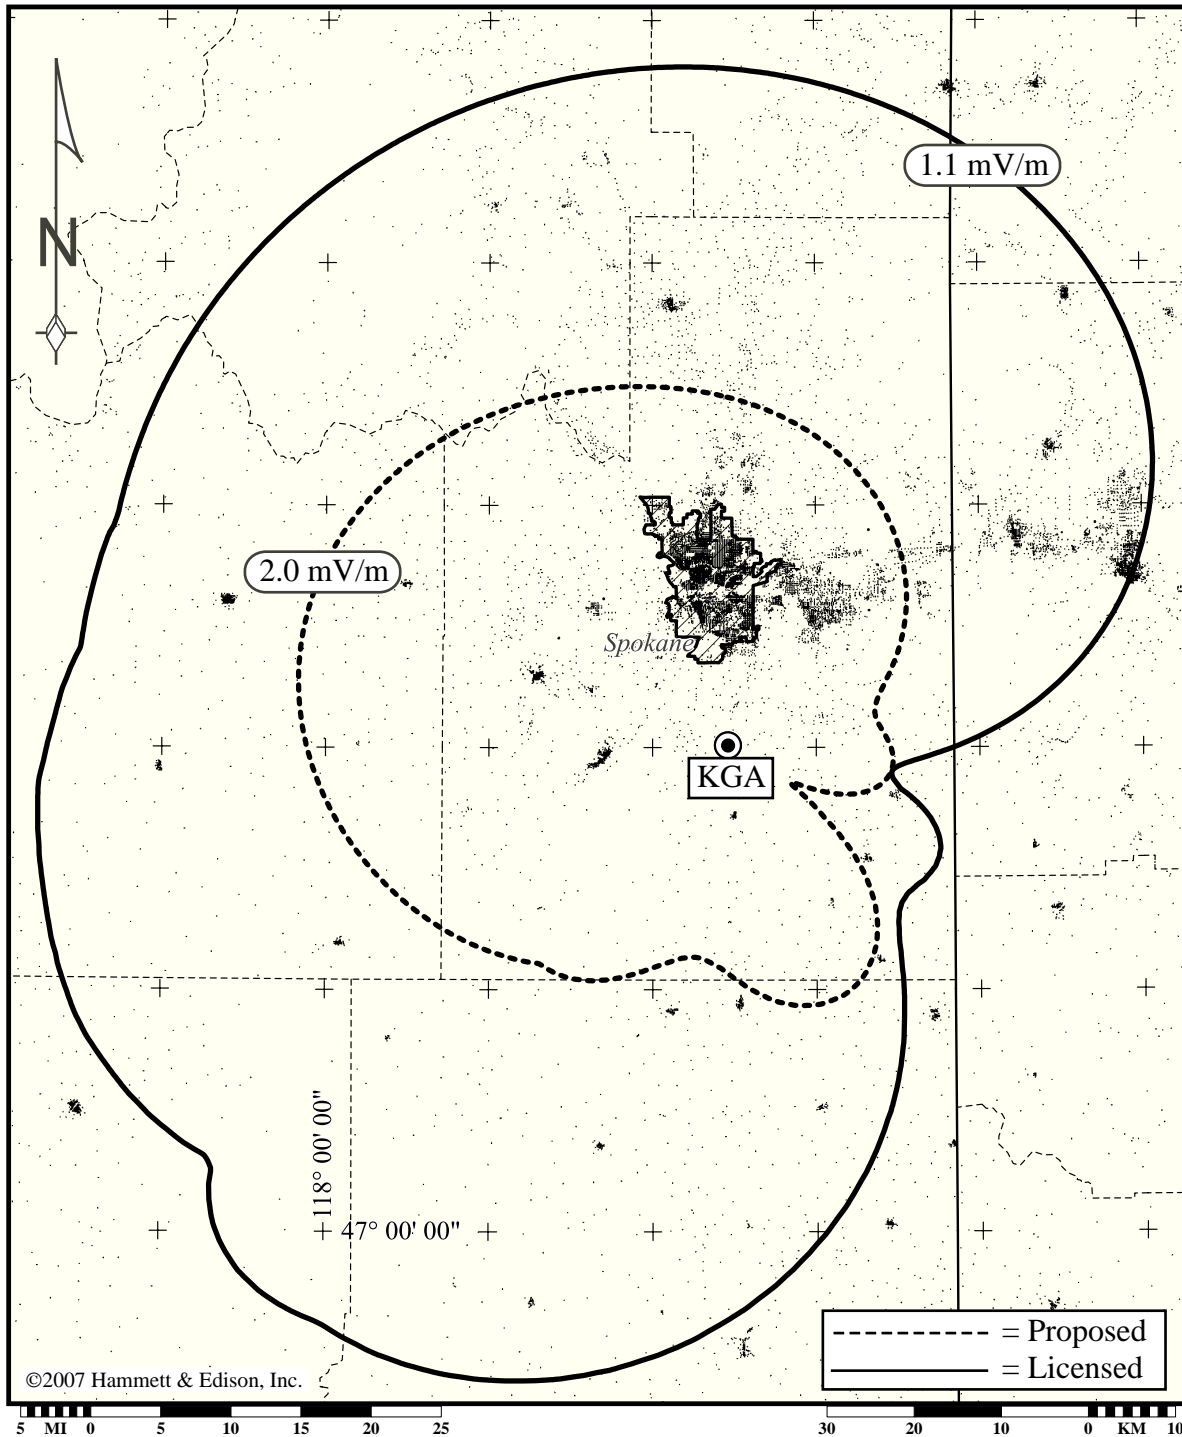 1.1 mV/m
N
2.0 mV/m
Spokane
KGA
118° 00' 00"
47° 00' 00"
= Proposed
= Licensed
©2007 Hammett & Edison, Inc.
5 MI 0 5 10 15 20 25 30 20 10 0 KM 10